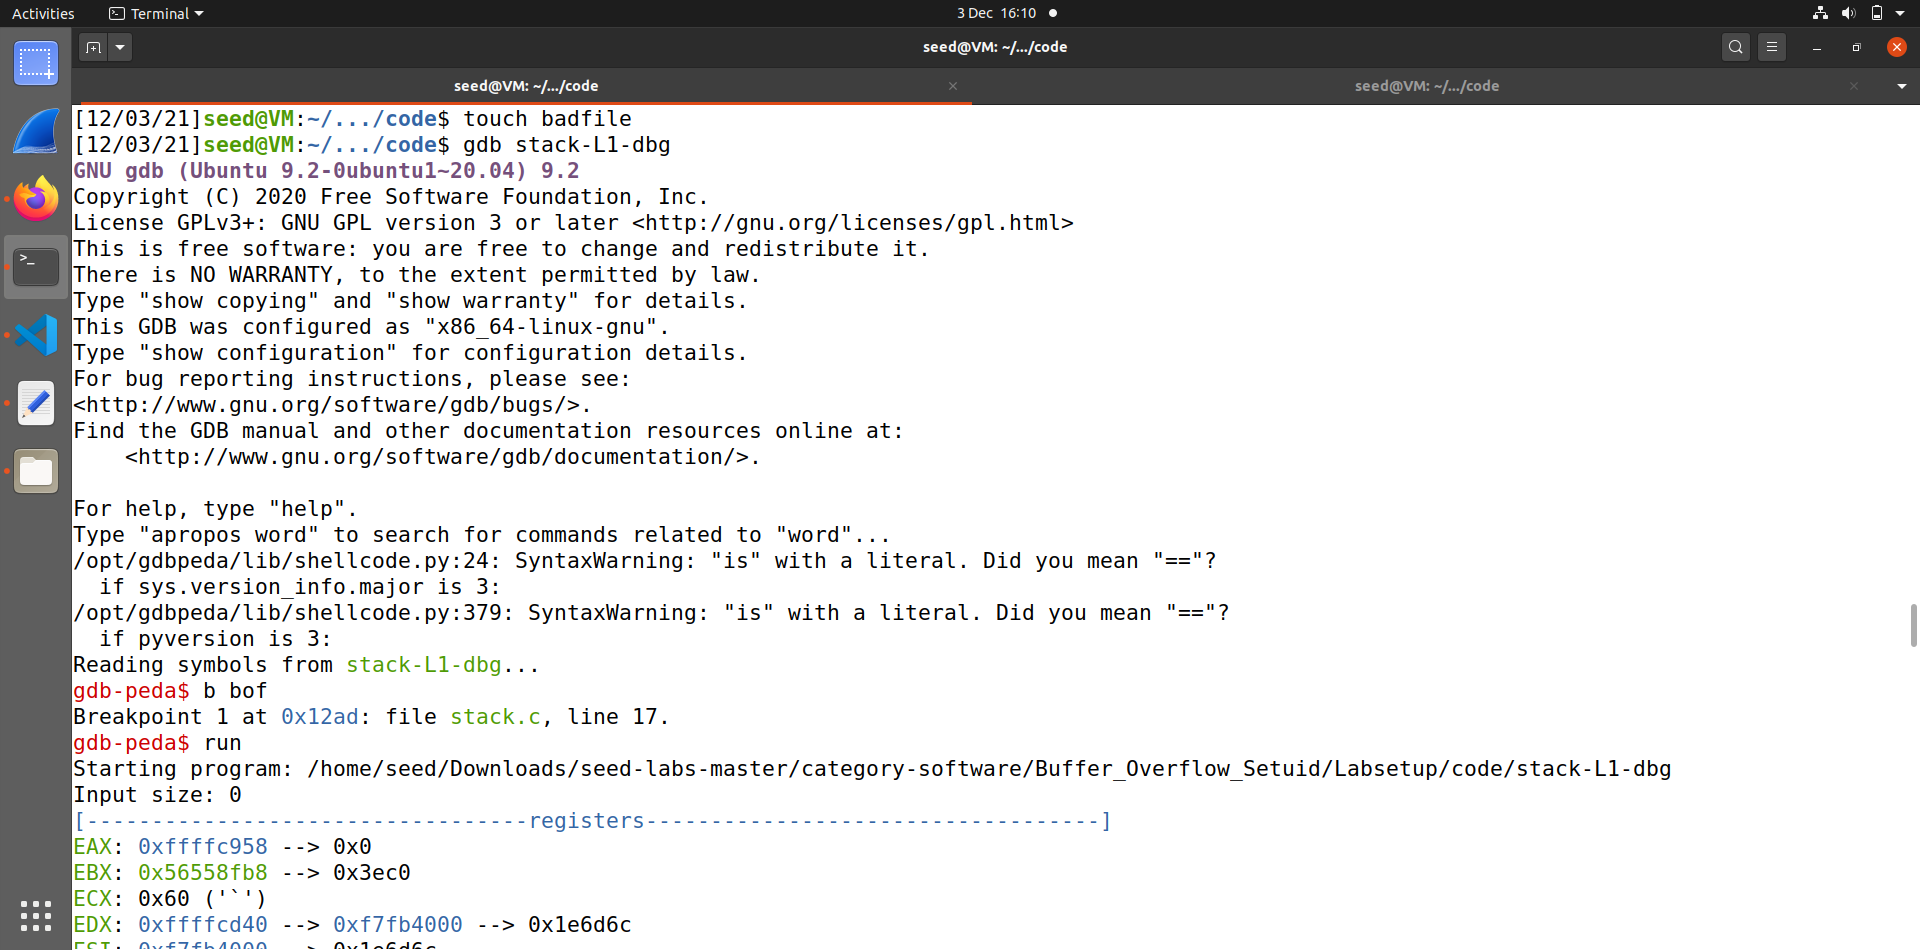 Activities
Terminal
3 Dec 16:10
seed@VM: ~/.../code
seed@VM: ~/.../code
seed@VM: ~/.../code
[12/03/21]seed@VM:~/.../code$ touch badfile
[12/03/21]seed@VM:~/.../code$ gdb stack-L1-dbg
GNU gdb (Ubuntu 9.2-0ubuntu1~20.04) 9.2
Copyright (C) 2020 Free Software Foundation, Inc.
License GPLv3+: GNU GPL version 3 or later <http://gnu.org/licenses/gpl.html>
This is free software: you are free to change and redistribute it.
There is NO WARRANTY, to the extent permitted by law.
Type "show copying" and "show warranty" for details.
This GDB was configured as "x86_64-linux-gnu".
Type "show configuration" for configuration details.
For bug reporting instructions, please see:
<http://www.gnu.org/software/gdb/bugs/>.
Find the GDB manual and other documentation resources online at:
    <http://www.gnu.org/software/gdb/documentation/>.
For help, type "help".
Type "apropos word" to search for commands related to "word"...
/opt/gdbpeda/lib/shellcode.py:24: SyntaxWarning: "is" with a literal. Did you mean "=="?
  if sys.version_info.major is 3:
/opt/gdbpeda/lib/shellcode.py:379: SyntaxWarning: "is" with a literal. Did you mean "=="?
  if pyversion is 3:
Reading symbols from stack-L1-dbg...
gdb-peda$ b bof
Breakpoint 1 at 0x12ad: file stack.c, line 17.
gdb-peda$ run
Starting program: /home/seed/Downloads/seed-labs-master/category-software/Buffer_Overflow_Setuid/Labsetup/code/stack-L1-dbg
Input size: 0
[----------------------------------registers-----------------------------------]
EAX: 0xffffc958 --> 0x0
EBX: 0x56558fb8 --> 0x3ec0
ECX: 0x60 ('`')
EDX: 0xffffcd40 --> 0xf7fb4000 --> 0x1e6d6c
ESI: 0xf7fb4000 --> 0x1e6d6c